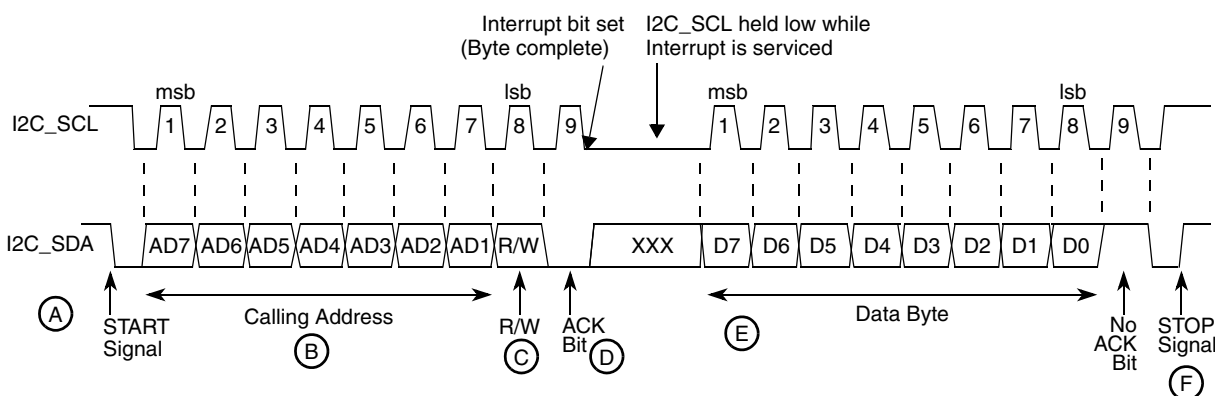 Interrupt bit set
(Byte complete)
I2C_SCL held low while
Interrupt is serviced
msb lsb msb lsb
I2C_SCL 1 2 3 4 5 6 7 8 9 1 2 3 4 5 6 7 8 9
I2C_SDA AD7 AD6 AD5 AD4 AD3 AD2 AD1 R/W XXX D7 D6 D5 D4 D3 D2 D1 D0
A
START
Signal
Calling Address
B
R/W
C
ACK
Bit
D
E
Data Byte
No
ACK
Bit
STOP
Signal
F